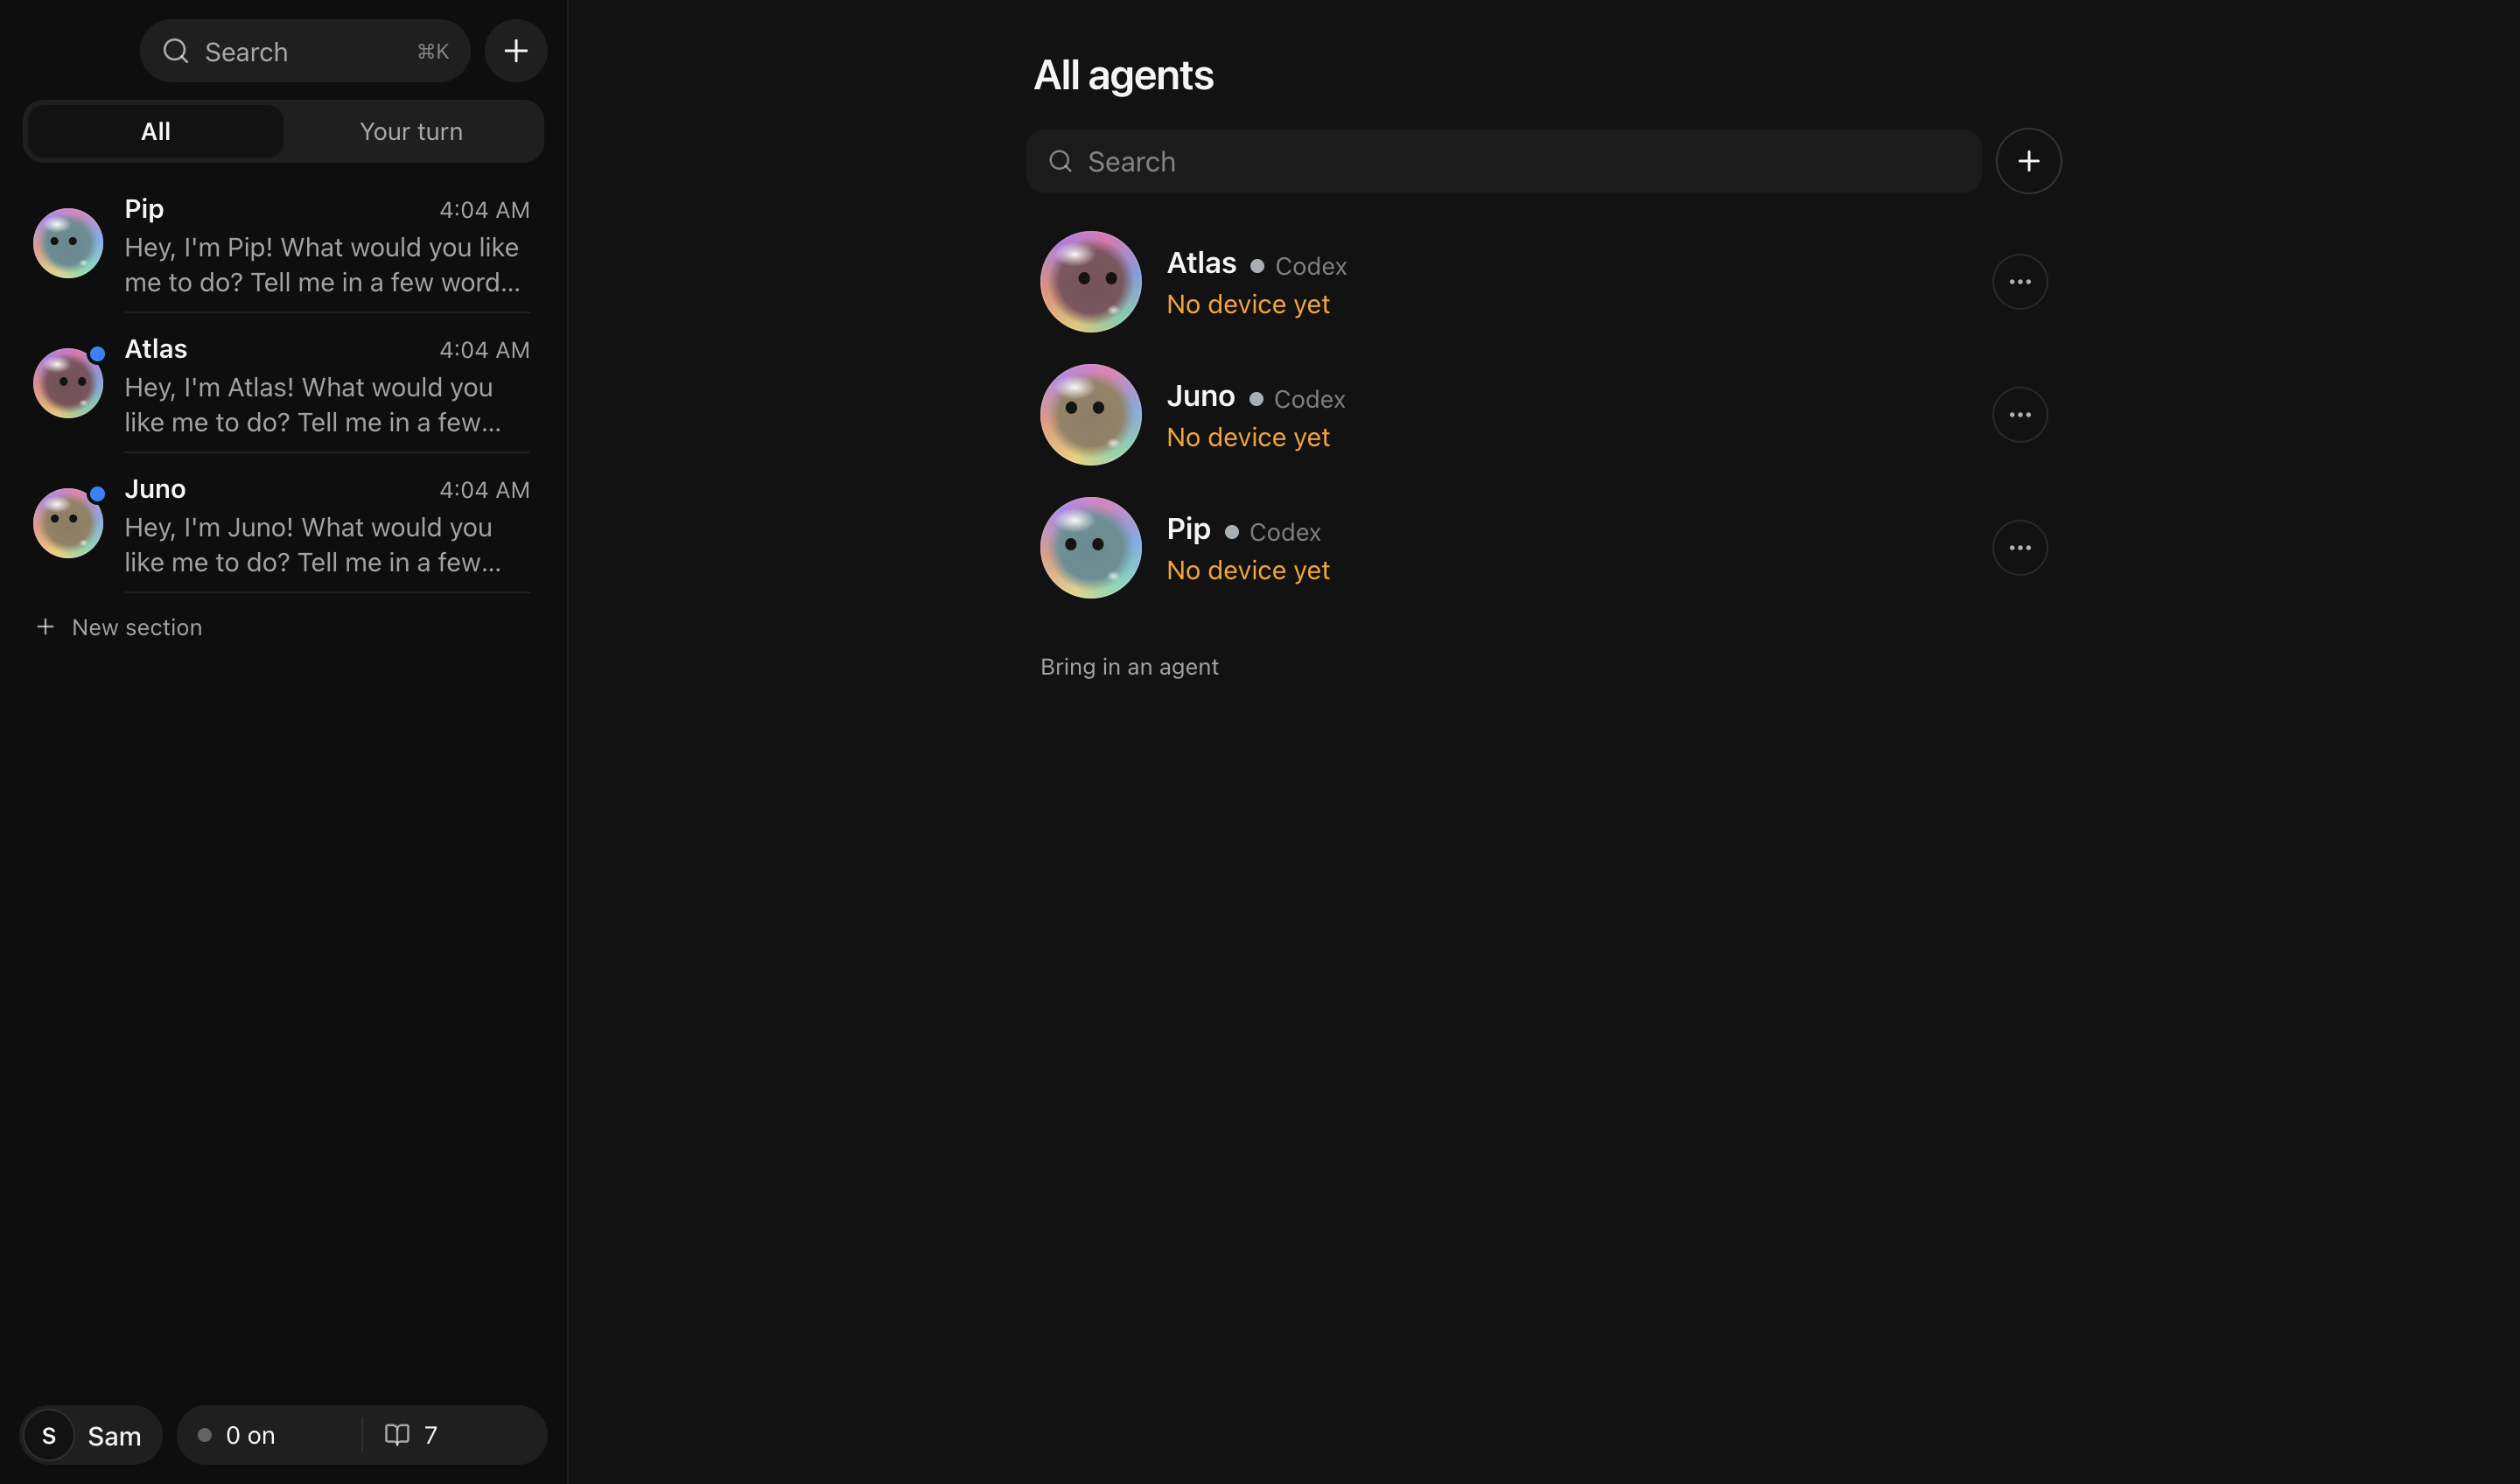 Search ⌘K
All Your turn
Pip 4:04 AM
Hey, I'm Pip! What would you like
me to do? Tell me in a few word...
Atlas 4:04 AM
Hey, I'm Atlas! What would you
like me to do? Tell me in a few...
Juno 4:04 AM
Hey, I'm Juno! What would you
like me to do? Tell me in a few...
New section
S Sam 0 on 7
All agents
Search
Atlas Codex
No device yet
Juno Codex
No device yet
Pip Codex
No device yet
Bring in an agent